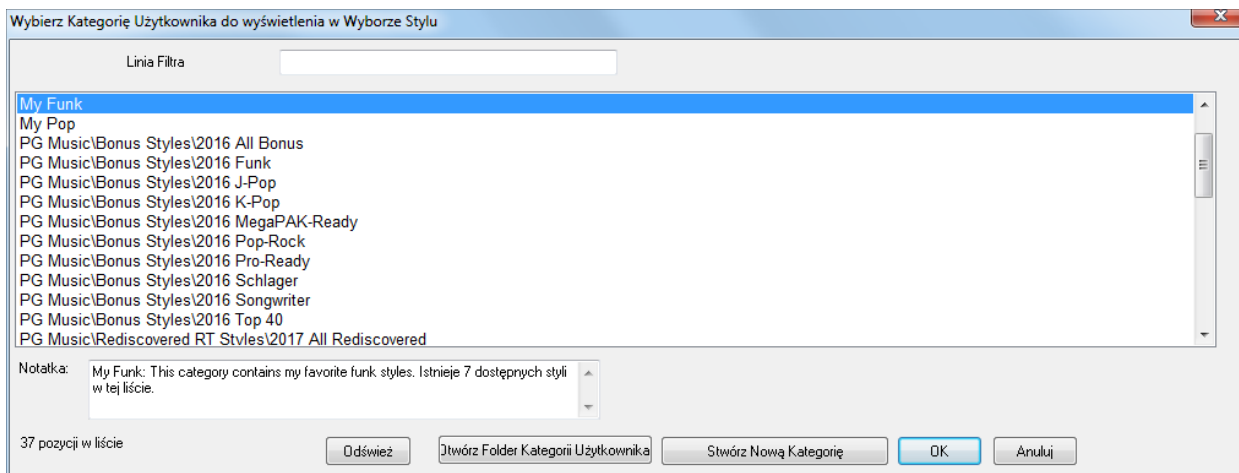 Wybierz Kategorię Użytkownika do wyświetlenia w Wyborze Stylu
Linia Filtra
My Funk
My Pop
PG Music\Bonus Styles\2016 All Bonus
PG Music\Bonus Styles\2016 Funk
PG Music\Bonus Styles\2016 J-Pop
PG Music\Bonus Styles\2016 K-Pop
PG Music\Bonus Styles\2016 MegaPAK-Ready
PG Music\Bonus Styles\2016 Pop-Rock
PG Music\Bonus Styles\2016 Pro-Ready
PG Music\Bonus Styles\2016 Schlager
PG Music\Bonus Styles\2016 Songwriter
PG Music\Bonus Styles\2016 Top 40
PG Music\Rediscovered RT Styles\2017 All Rediscovered
Notatka:
My Funk: This category contains my favorite funk styles. Istnieje 7 dostępnych styli
w tej liście.
37 pozycji w liście
Odśwież
Otwórz Folder Kategorii Użytkownika
Stwórz Nową Kategorię
OK
Anuluj